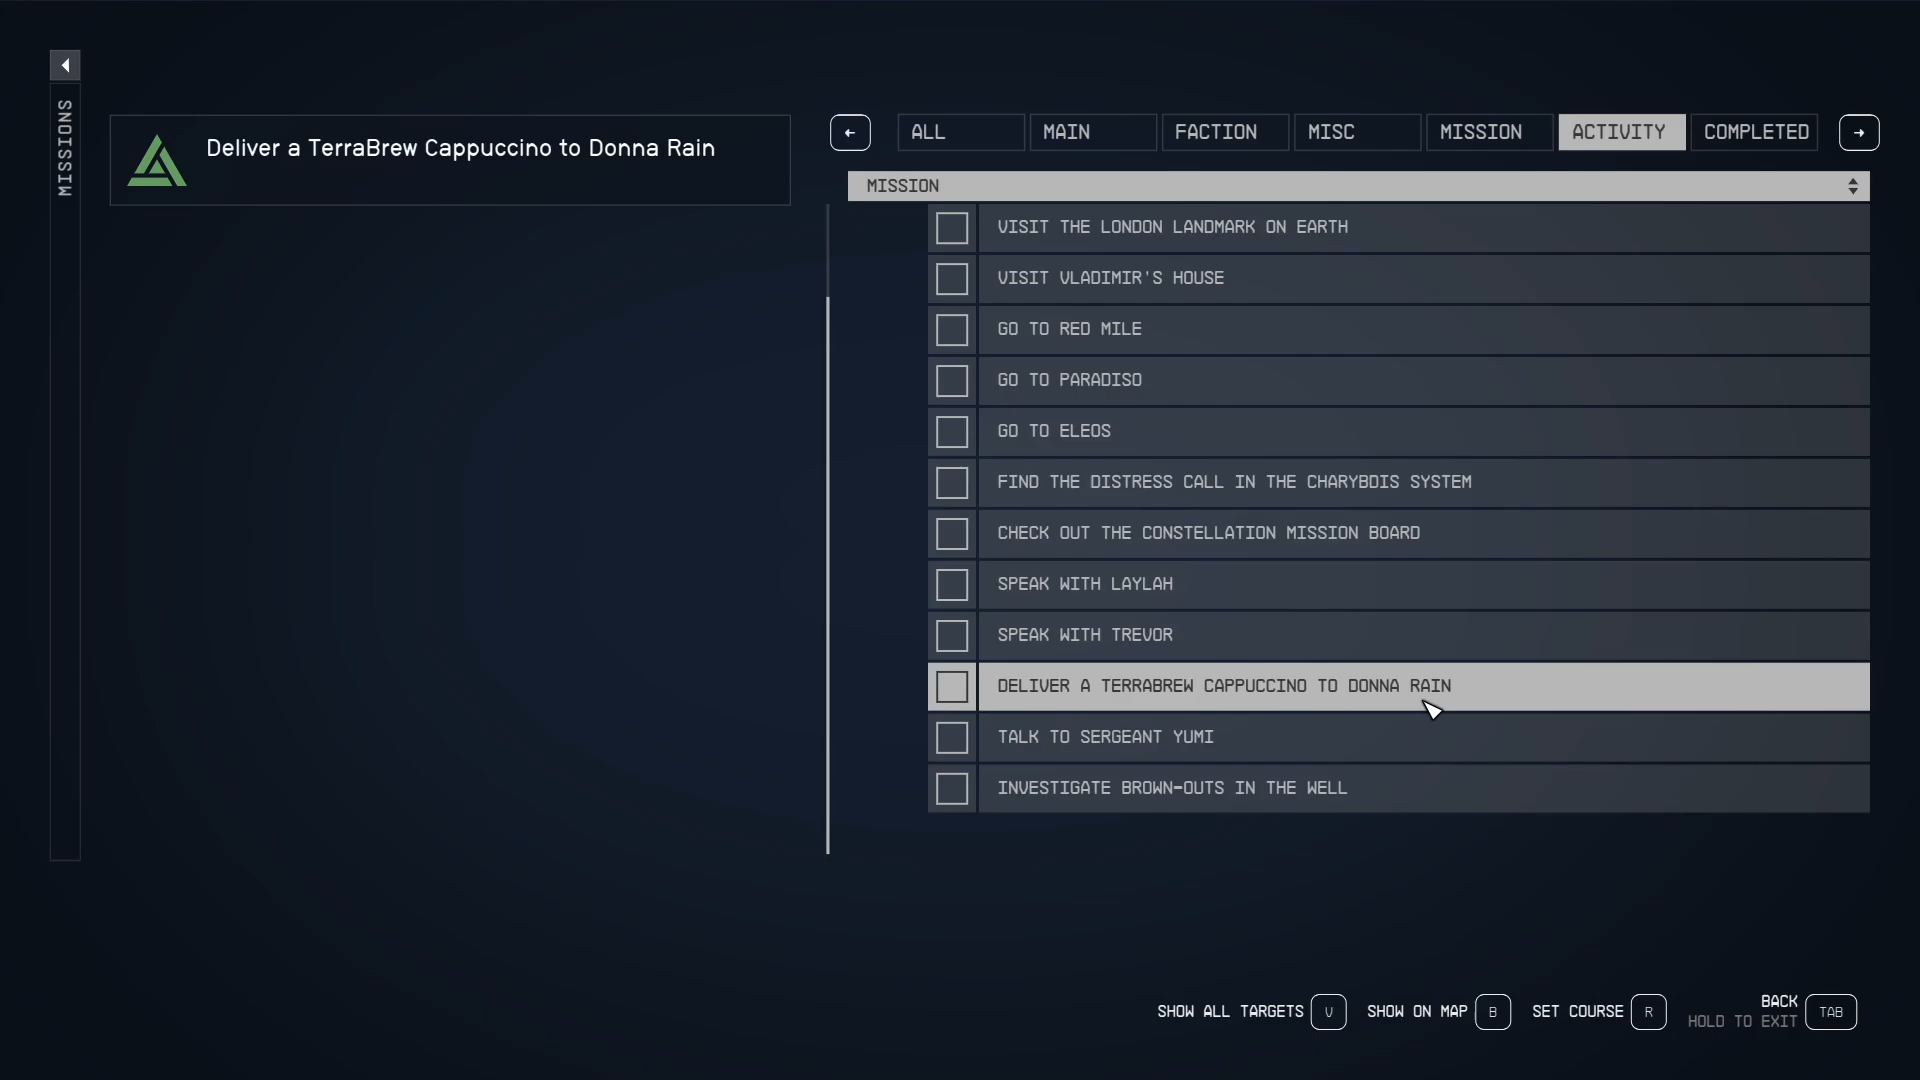 MISSIONS
Deliver a TerraBrew Cappuccino to Donna Rain
ALL
MAIN
FACTION
MISC
MISSION
ACTIVITY
COMPLETED
MISSION
VISIT THE LONDON LANDMARK ON EARTH
VISIT VLADIMIR'S HOUSE
GO TO RED MILE
GO TO PARADISO
GO TO ELEOS
FIND THE DISTRESS CALL IN THE CHARYBDIS SYSTEM
CHECK OUT THE CONSTELLATION MISSION BOARD
SPEAK WITH LAYLAH
SPEAK WITH TREVOR
DELIVER A TERRABREW CAPPUCCINO TO DONNA RAIN
TALK TO SERGEANT YUMI
INVESTIGATE BROWN-OUTS IN THE WELL
SHOW ALL TARGETS V
SHOW ON MAP B
SET COURSE R
BACK
HOLD TO EXIT
TAB